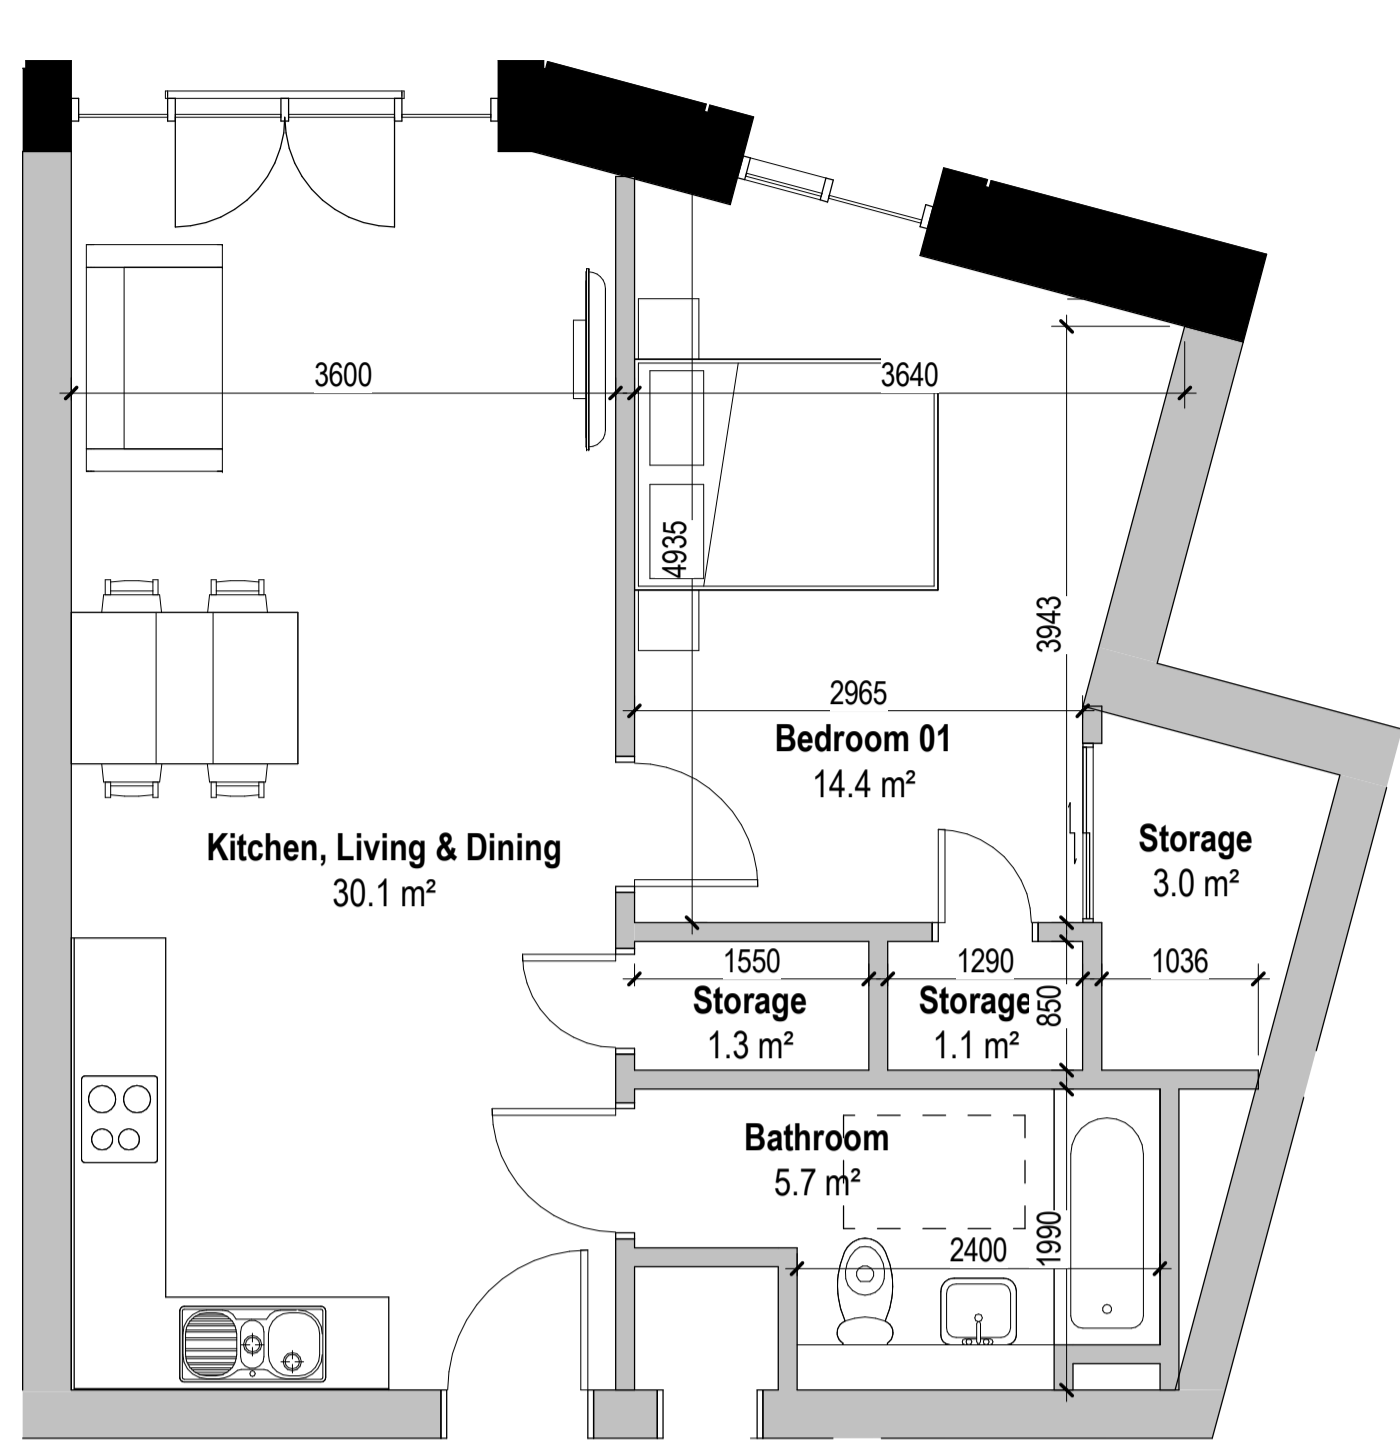 3600
3640
4935
3943
2965
Bedroom 01
14.4 m²
Kitchen, Living & Dining
30.1 m²
Storage
3.0 m²
1550
1290
1036
Storage
1.3 m²
Storage
1.1 m²
850
Bathroom
5.7 m²
2400
1990